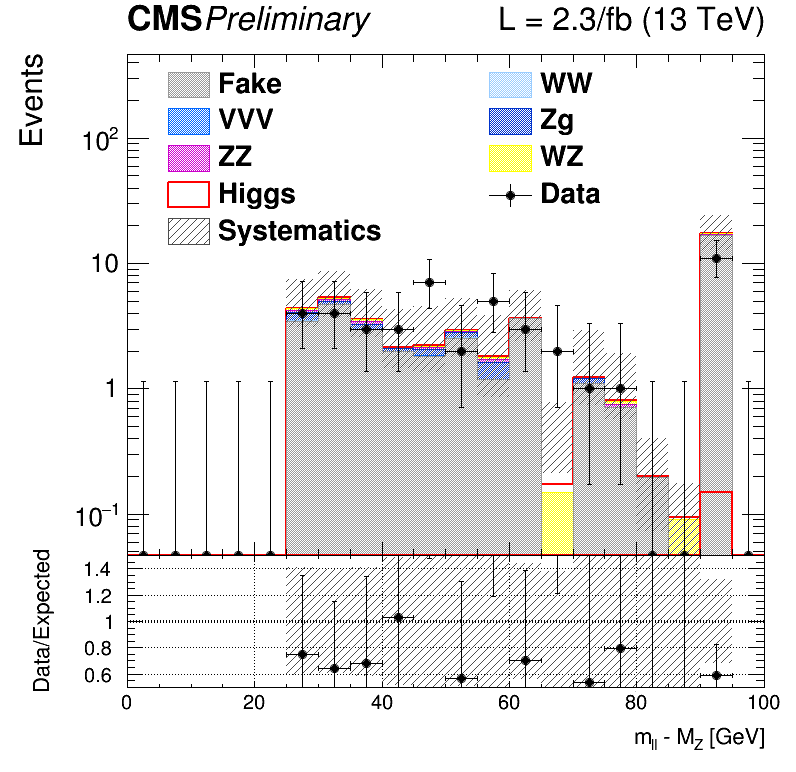 CMS Preliminary L = 2.3/fb (13 TeV)
Events
Fake WW
VVV Zg
ZZ WZ
Higgs Data
Systematics
10²
10
1
10⁻¹
Data/Expected
1.4
1.2
1
0.8
0.6
0 20 40 60 80 100
m_ll - M_Z [GeV]